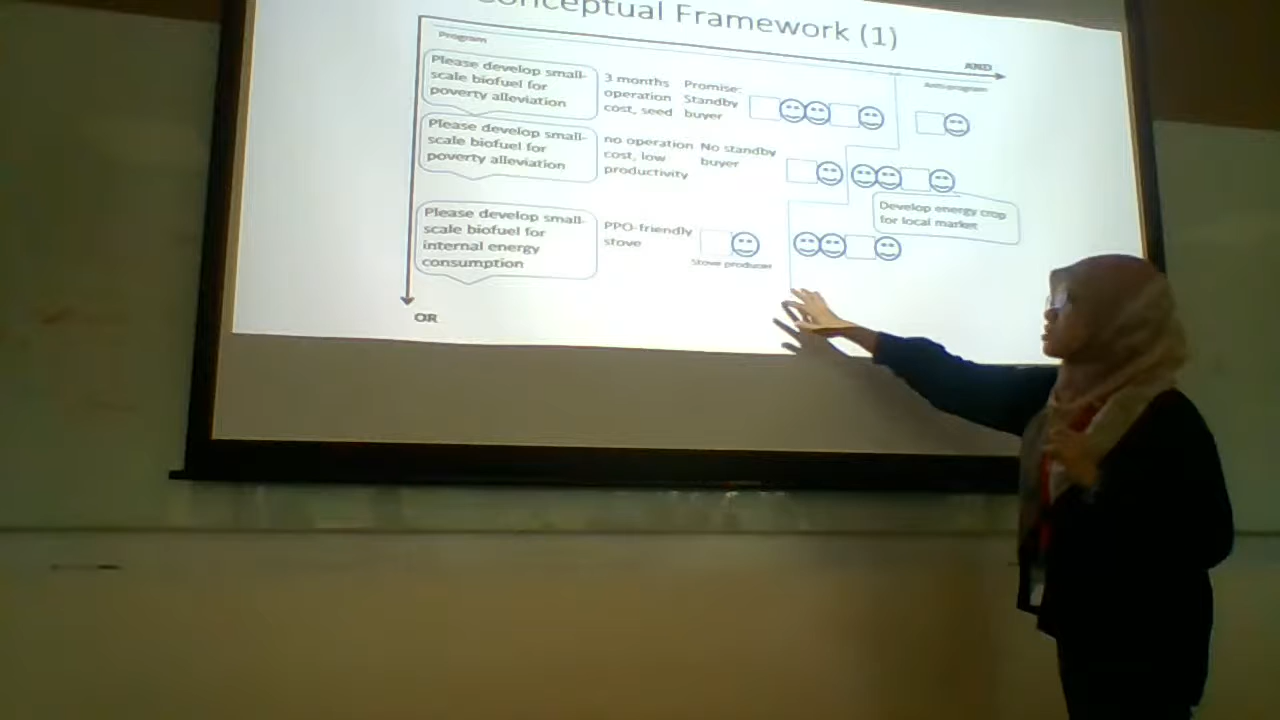 Conceptual Framework (1)
Program
AND
Anti-program
Please develop small-
scale biofuel for
poverty alleviation
3 months
operation
cost, seed
Promise:
Standby
buyer
Please develop small-
scale biofuel for
poverty alleviation
no operation
cost, low
productivity
No standby
buyer
Develop energy crop
for local market
Please develop small-
scale biofuel for
internal energy
consumption
PPO-friendly
stove
Stove producer
OR